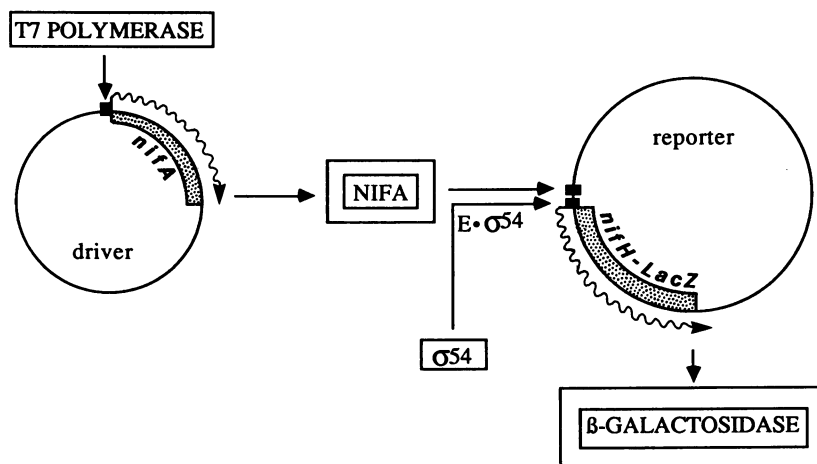 T7 POLYMERASE
nifA
driver
NIFA
E•σ54
σ54
reporter
nifH-LacZ
ß-GALACTOSIDASE